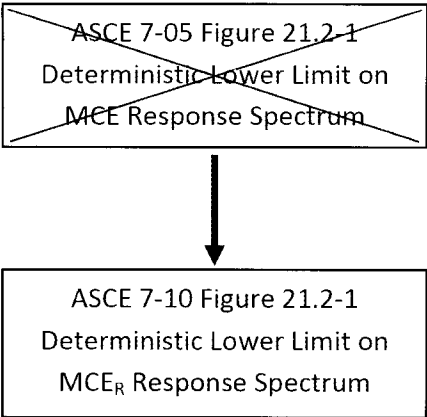 ASCE 7-05 Figure 21.2-1
Deterministic Lower Limit on
MCE Response Spectrum
ASCE 7-10 Figure 21.2-1
Deterministic Lower Limit on
MCE_R Response Spectrum